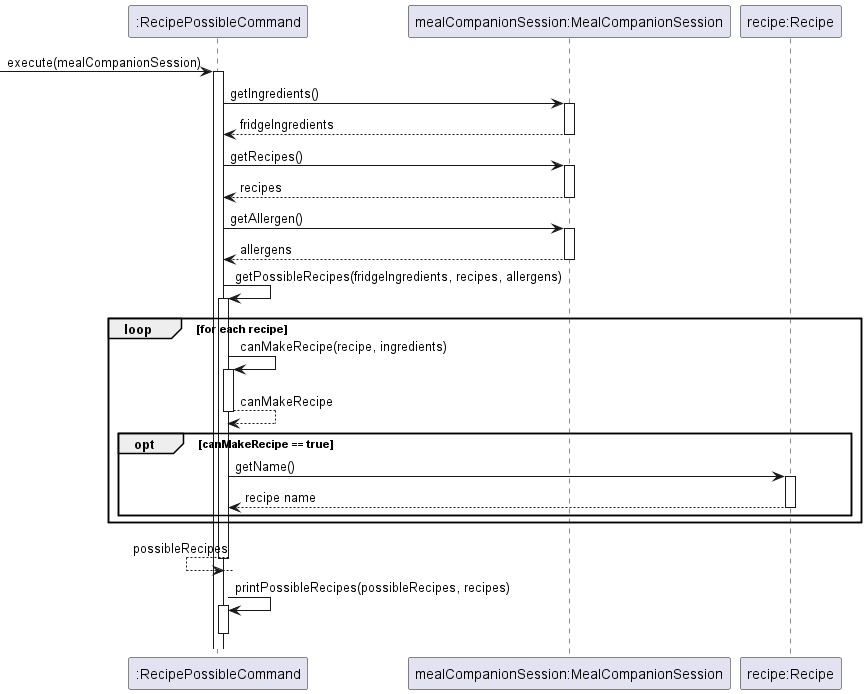 :RecipePossibleCommand
mealCompanionSession:MealCompanionSession
recipe:Recipe
execute(mealCompanionSession)
getIngredients()
fridgeIngredients
getRecipes()
recipes
getAllergen()
allergens
getPossibleRecipes(fridgeIngredients, recipes, allergens)
loop
[for each recipe]
canMakeRecipe(recipe, ingredients)
canMakeRecipe
opt
[canMakeRecipe == true]
getName()
recipe name
possibleRecipes
printPossibleRecipes(possibleRecipes, recipes)
:RecipePossibleCommand
mealCompanionSession:MealCompanionSession
recipe:Recipe